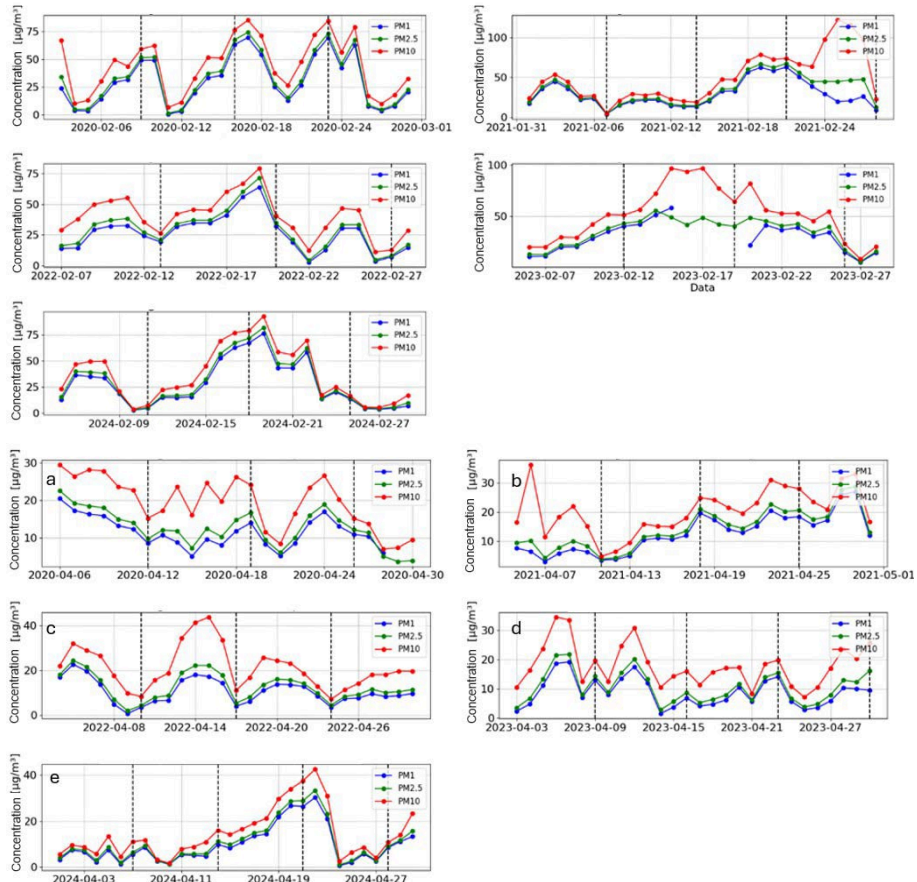 Concentration [µg/m³]
75
50
25
0
PM1
PM2.5
PM10
2020-02-06 2020-02-12 2020-02-18 2020-02-24 2020-03-01
Concentration [µg/m³]
100
50
0
PM1
PM2.5
PM10
2021-01-31 2021-02-06 2021-02-12 2021-02-18 2021-02-24
Concentration [µg/m³]
75
50
25
0
PM1
PM2.5
PM10
2022-02-07 2022-02-12 2022-02-17 2022-02-22 2022-02-27
Concentration [µg/m³]
100
50
PM1
PM2.5
PM10
2023-02-07 2023-02-12 2023-02-17 2023-02-22 2023-02-27
Data
Concentration [µg/m³]
75
50
25
0
PM1
PM2.5
PM10
2024-02-09 2024-02-15 2024-02-21 2024-02-29
a
Concentration [µg/m³]
30
20
10
PM1
PM2.5
PM10
2020-04-06 2020-04-12 2020-04-18 2020-04-24 2020-04-30
b
Concentration [µg/m³]
30
20
10
0
PM1
PM2.5
PM10
2021-04-07 2021-04-13 2021-04-19 2021-04-25 2021-05-01
c
Concentration [µg/m³]
40
20
0
PM1
PM2.5
PM10
2022-04-08 2022-04-14 2022-04-20 2022-04-26
d
Concentration [µg/m³]
30
20
10
0
PM1
PM2.5
PM10
2023-04-03 2023-04-09 2023-04-15 2023-04-21 2023-04-27
e
Concentration [µg/m³]
40
20
0
PM1
PM2.5
PM10
2024-04-03 2024-04-11 2024-04-19 2024-04-27